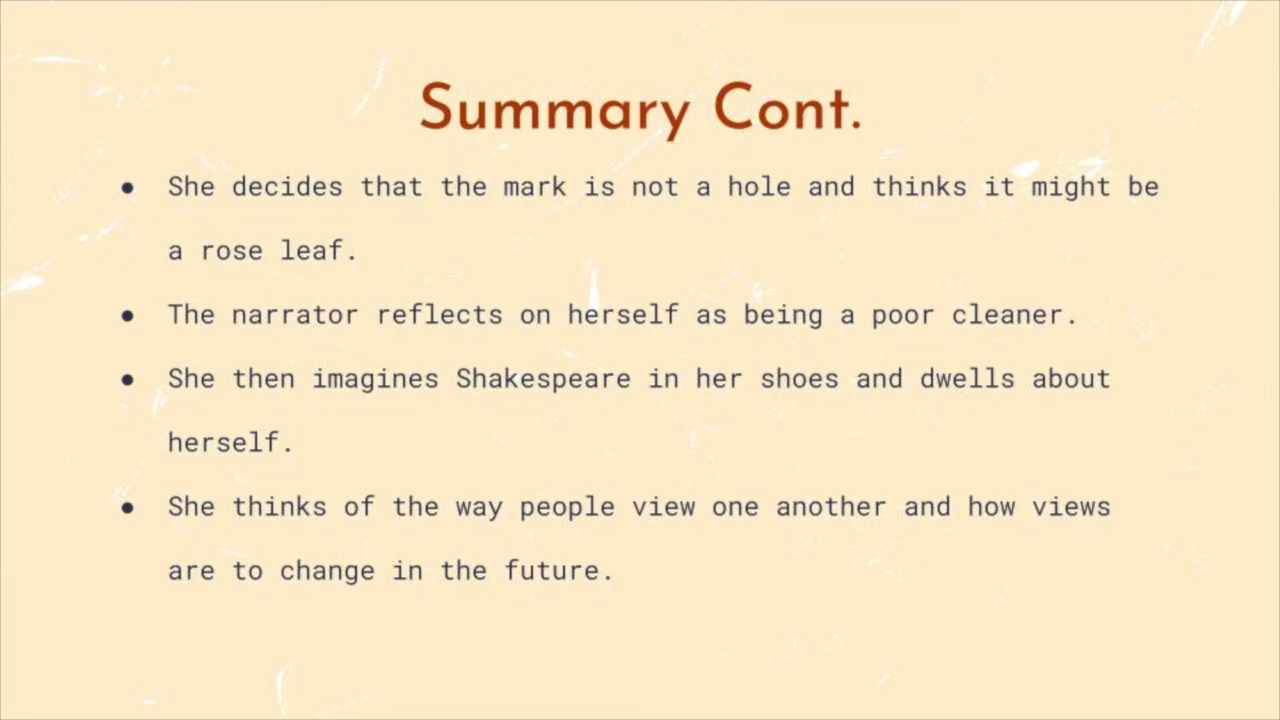 Summary Cont.
● She decides that the mark is not a hole and thinks it might be
a rose leaf.
● The narrator reflects on herself as being a poor cleaner.
● She then imagines Shakespeare in her shoes and dwells about
herself.
● She thinks of the way people view one another and how views
are to change in the future.